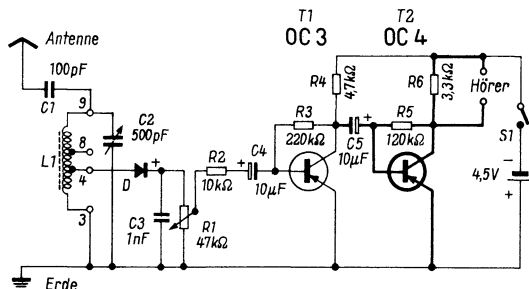 T1
T2
OC 3
OC 4
Antenne
100pF
C1
9
8
4
3
L1
C2
500pF
D
+
C3
1nF
R1
47kΩ
R2
10kΩ
+
C4
10µF
R3
220kΩ
R4
4,7kΩ
+
C5
10µF
R5
120kΩ
R6
3,3kΩ
Hörer
S1
−
4,5V
+
Erde